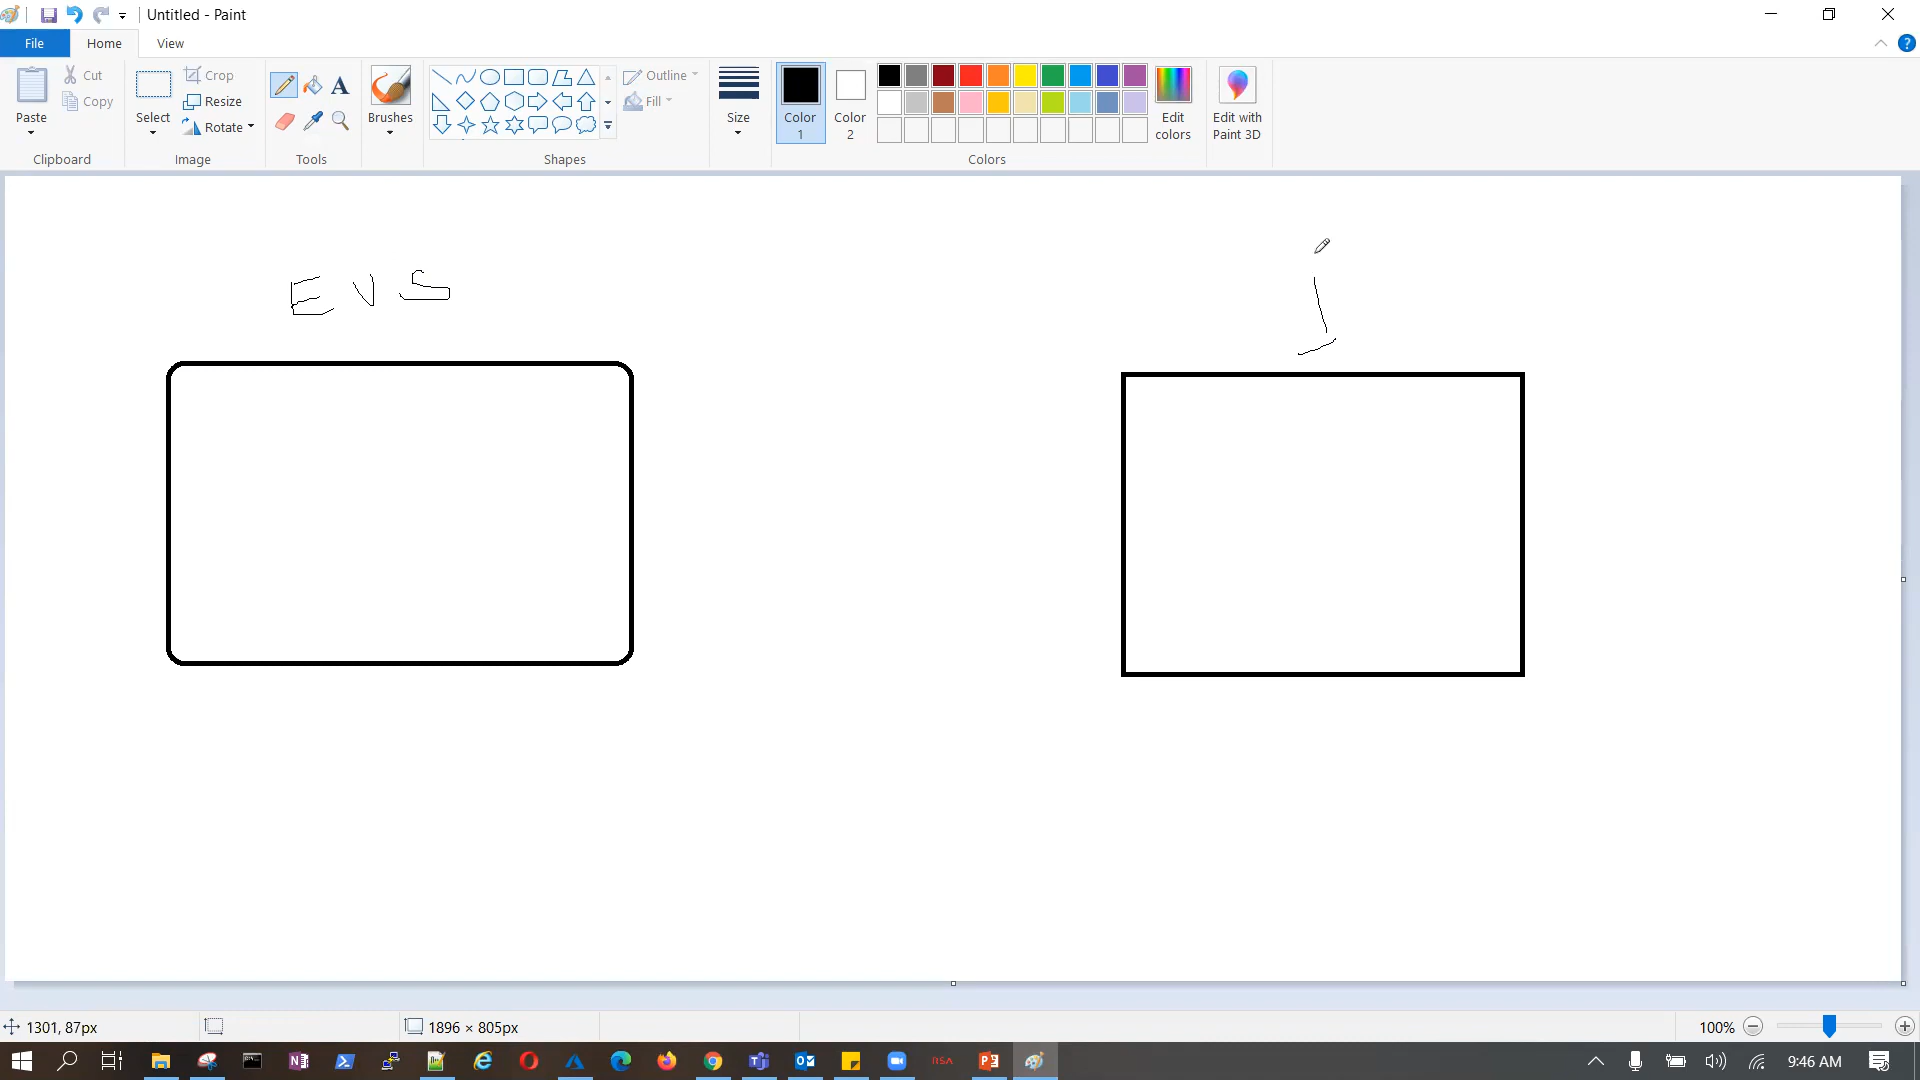 Untitled - Paint
File
Home
View
Paste
Cut
Copy
Clipboard
Select
Crop
Resize
Rotate
Image
A
Tools
Brushes
Shapes
Outline
Fill
Size
Color 1
Color 2
Colors
Edit colors
Edit with Paint 3D
EVS
1301, 87px
1896 × 805px
100%
RSA
9:46 AM